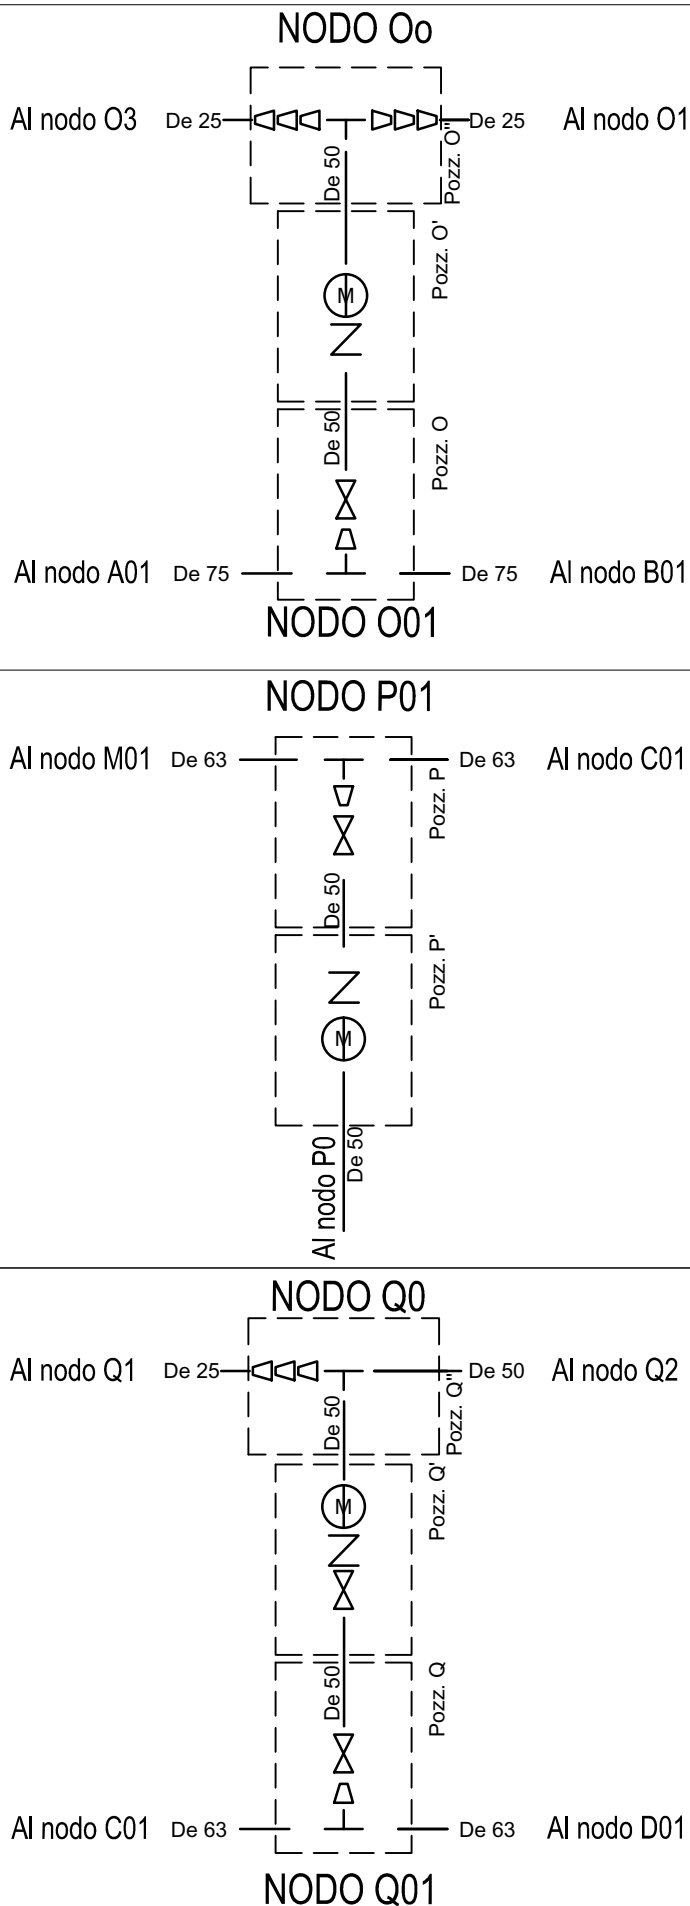 NODO Oo
Al nodo O3 De 25 De 25 Al nodo O1
De 50
Pozz. O"
Pozz. O'
M
De 50
Pozz. O
Al nodo A01 De 75 De 75 Al nodo B01
NODO O01
NODO P01
Al nodo M01 De 63 De 63 Al nodo C01
Pozz. P
De 50
Pozz. P'
M
Al nodo P0
De 50
NODO Q0
Al nodo Q1 De 25 De 50 Al nodo Q2
De 50
Pozz. Q"
Pozz. Q'
M
De 50
Pozz. Q
Al nodo C01 De 63 De 63 Al nodo D01
NODO Q01